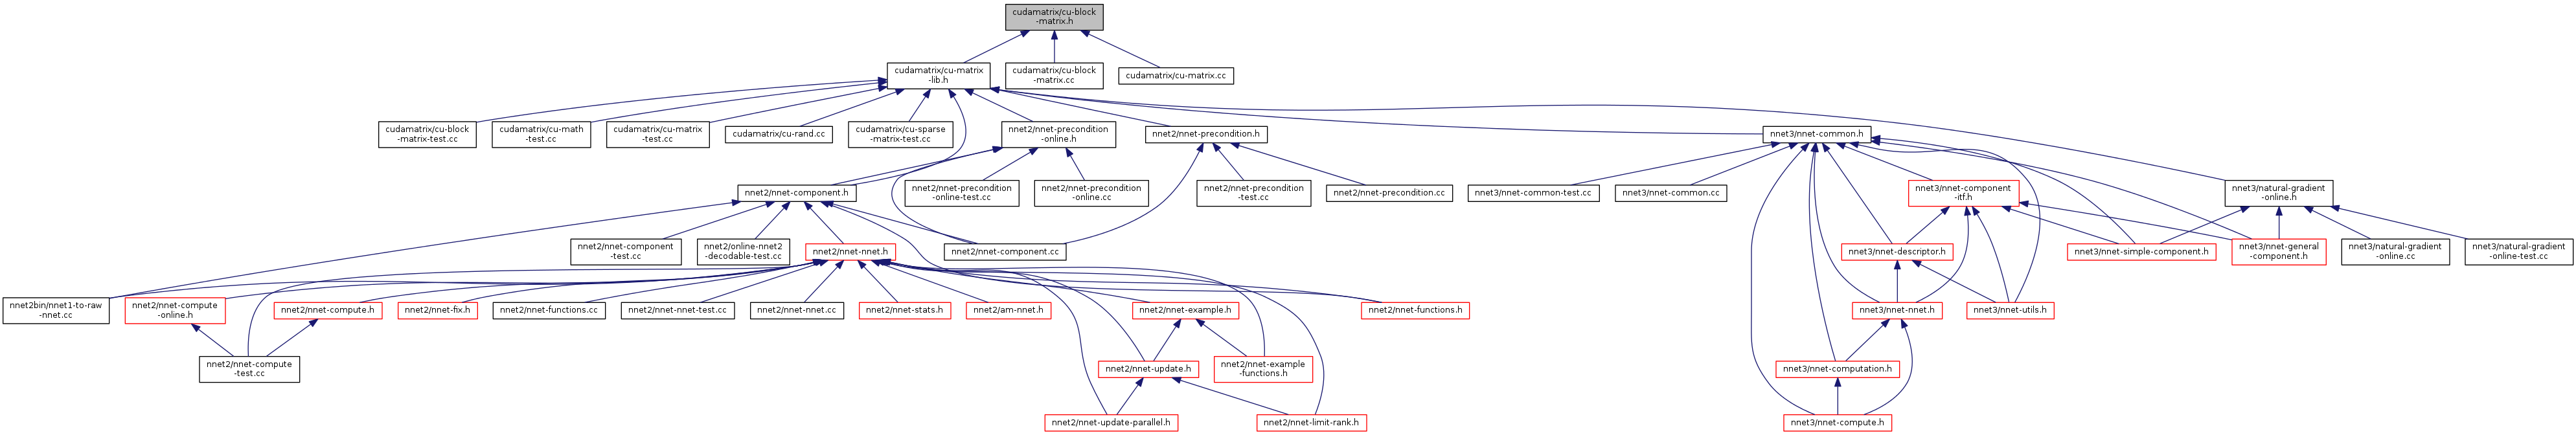 cudamatrix/cu-block
-matrix.h
cudamatrix/cu-matrix
-lib.h
cudamatrix/cu-block
-matrix.cc
cudamatrix/cu-matrix.cc
cudamatrix/cu-block
-matrix-test.cc
cudamatrix/cu-math
-test.cc
cudamatrix/cu-matrix
-test.cc
cudamatrix/cu-rand.cc
cudamatrix/cu-sparse
-matrix-test.cc
nnet2/nnet-precondition
-online.h
nnet2/nnet-precondition.h
nnet3/nnet-common.h
nnet2/nnet-component.h
nnet2/nnet-precondition
-online-test.cc
nnet2/nnet-precondition
-online.cc
nnet2/nnet-precondition
-test.cc
nnet2/nnet-precondition.cc
nnet3/nnet-common-test.cc
nnet3/nnet-common.cc
nnet3/nnet-component
-itf.h
nnet3/natural-gradient
-online.h
nnet2/nnet-component
-test.cc
nnet2/online-nnet2
-decodable-test.cc
nnet2/nnet-nnet.h
nnet2/nnet-component.cc
nnet3/nnet-descriptor.h
nnet3/nnet-simple-component.h
nnet3/nnet-general
-component.h
nnet3/natural-gradient
-online.cc
nnet3/natural-gradient
-online-test.cc
nnet2bin/nnet1-to-raw
-nnet.cc
nnet2/nnet-compute
-online.h
nnet2/nnet-compute.h
nnet2/nnet-fix.h
nnet2/nnet-functions.cc
nnet2/nnet-nnet-test.cc
nnet2/nnet-nnet.cc
nnet2/nnet-stats.h
nnet2/am-nnet.h
nnet2/nnet-example.h
nnet2/nnet-functions.h
nnet3/nnet-nnet.h
nnet3/nnet-utils.h
nnet2/nnet-compute
-test.cc
nnet2/nnet-update.h
nnet2/nnet-example
-functions.h
nnet3/nnet-computation.h
nnet2/nnet-update-parallel.h
nnet2/nnet-limit-rank.h
nnet3/nnet-compute.h